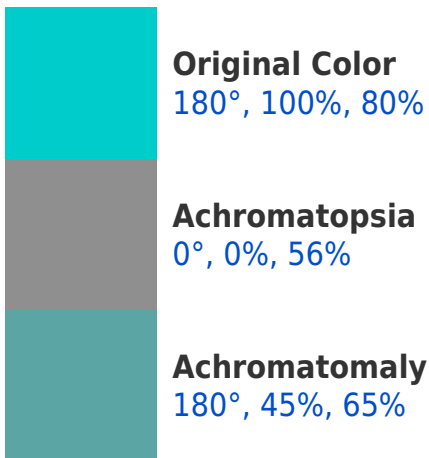 Original Color
180°, 100%, 80%
Achromatopsia
0°, 0%, 56%
Achromatomaly
180°, 45%, 65%